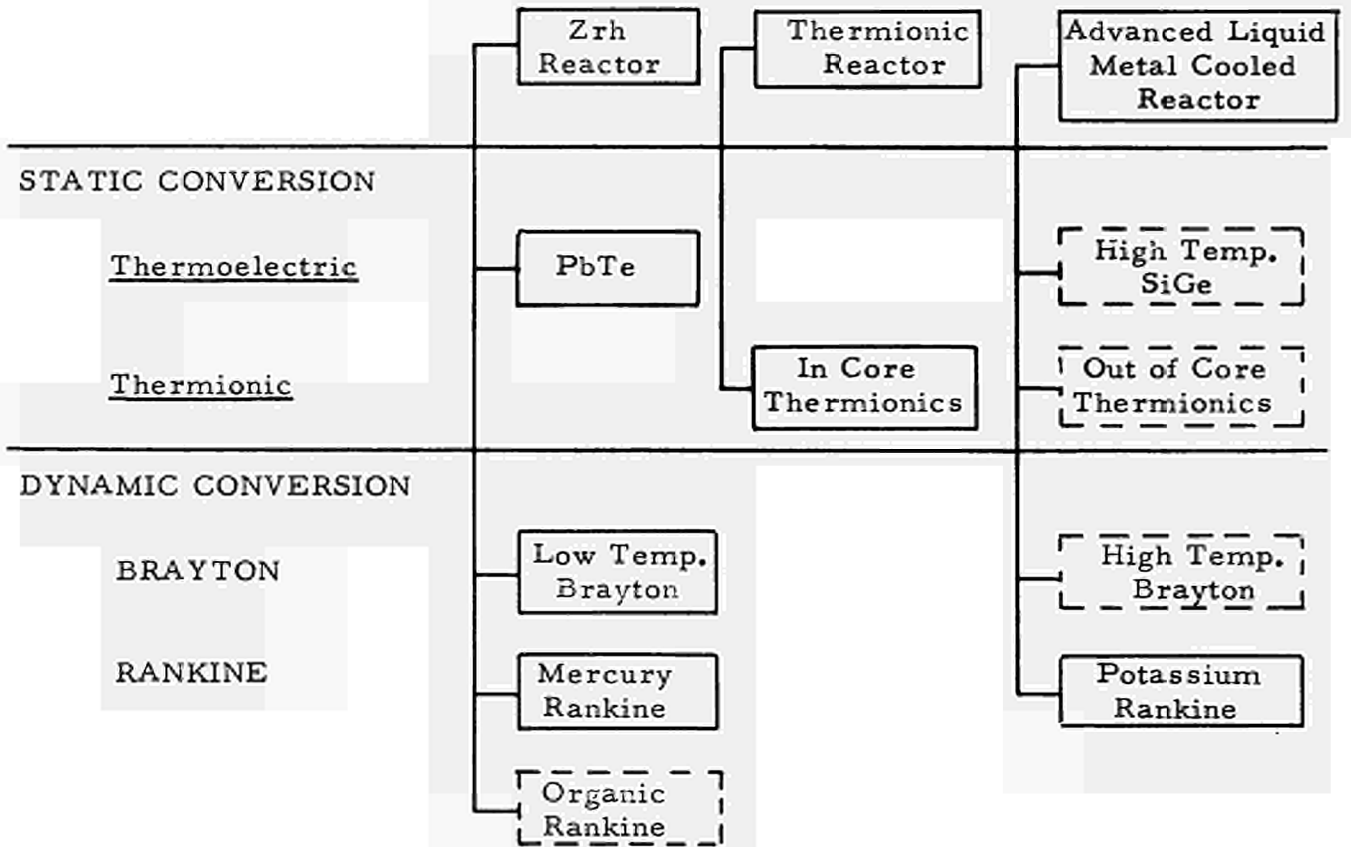 Zrh
Reactor
Thermionic
Reactor
Advanced Liquid
Metal Cooled
Reactor
STATIC CONVERSION
Thermoelectric
PbTe
High Temp.
SiGe
Thermionic
In Core
Thermionics
Out of Core
Thermionics
DYNAMIC CONVERSION
BRAYTON
Low Temp.
Brayton
High Temp.
Brayton
RANKINE
Mercury
Rankine
Potassium
Rankine
Organic
Rankine